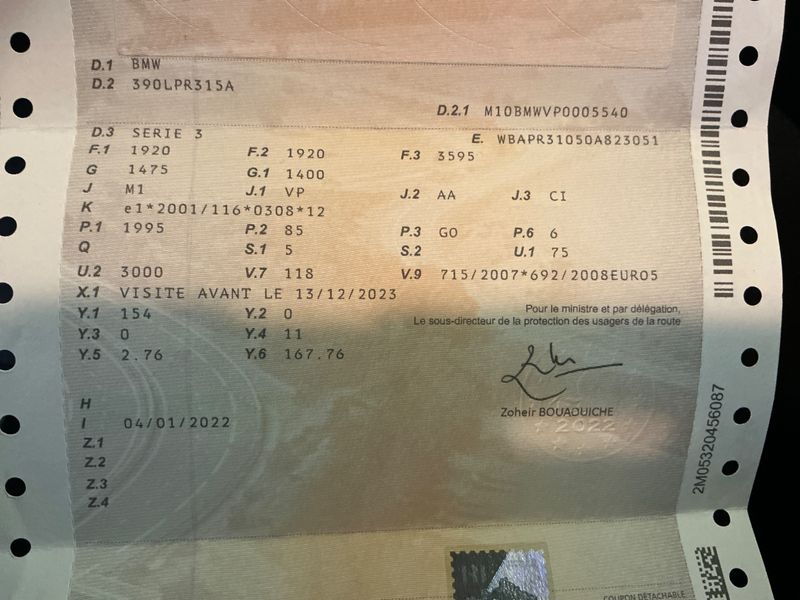 D.1 BMW
D.2 390LPR315A
D.2.1 M10BMWVP0005540
D.3 SERIE 3
E. WBAPR31050A823051
F.1 1920 F.2 1920 F.3 3595
G 1475 G.1 1400
J M1 J.1 VP J.2 AA J.3 CI
K e1*2001/116*0308*12
P.1 1995 P.2 85 P.3 GO P.6 6
Q S.1 5 S.2 U.1 75
U.2 3000 V.7 118 V.9 715/2007*692/2008EURO5
X.1 VISITE AVANT LE 13/12/2023
Y.1 154 Y.2 0
Pour le ministre et par délégation,
Le sous-directeur de la protection des usagers de la route
Y.3 0 Y.4 11
Y.5 2.76 Y.6 167.76
H
Zoheir BOUAOUICHE
2022
I 04/01/2022
Z.1
Z.2
Z.3
Z.4
2M05320456087
COUPON DÉTACHABLE